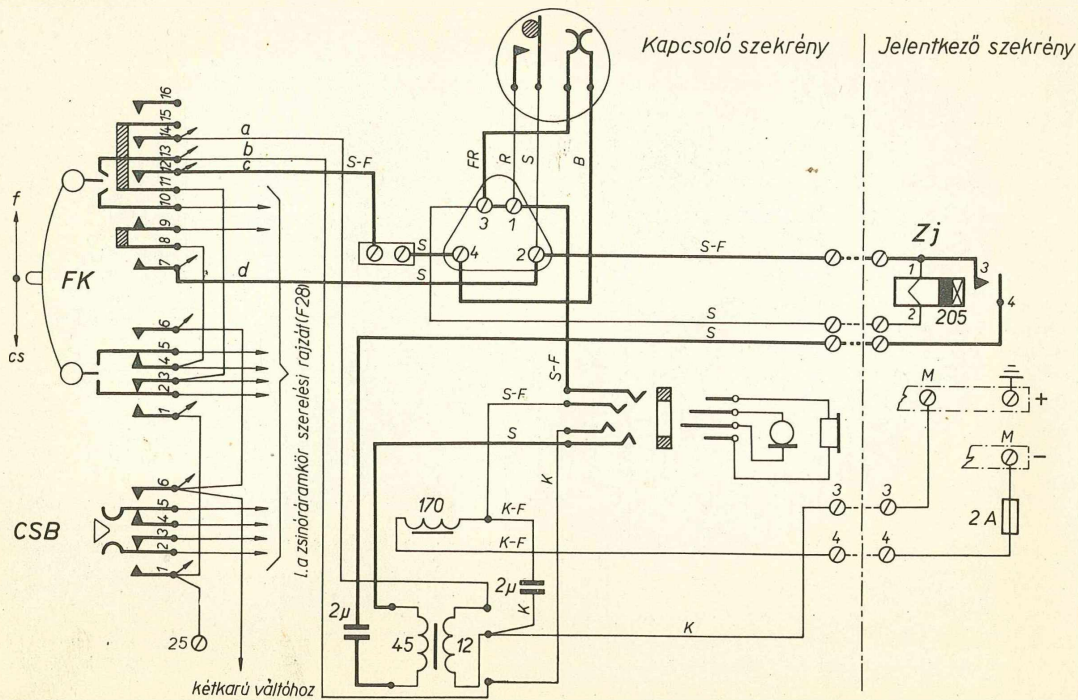 Kapcsoló szekrény
Jelentkező szekrény
16
15
14
13
12
11
10
9
8
7
a
b
c
d
S-F
FR
R
S
B
3
1
4
2
S
S
S-F
S
S
Zj
1
2
3
4
205
f
cs
FK
6
5
4
3
2
1
CSB
6
5
4
3
2
1
25
kétkarú váltóhoz
l. a zsinóráramkör szerelési rajzát (F28)
S-F
S-F
S
K
170
K-F
K-F
2µ
K
2µ
45
12
K
3
3
4
4
M
+
M
-
2 A